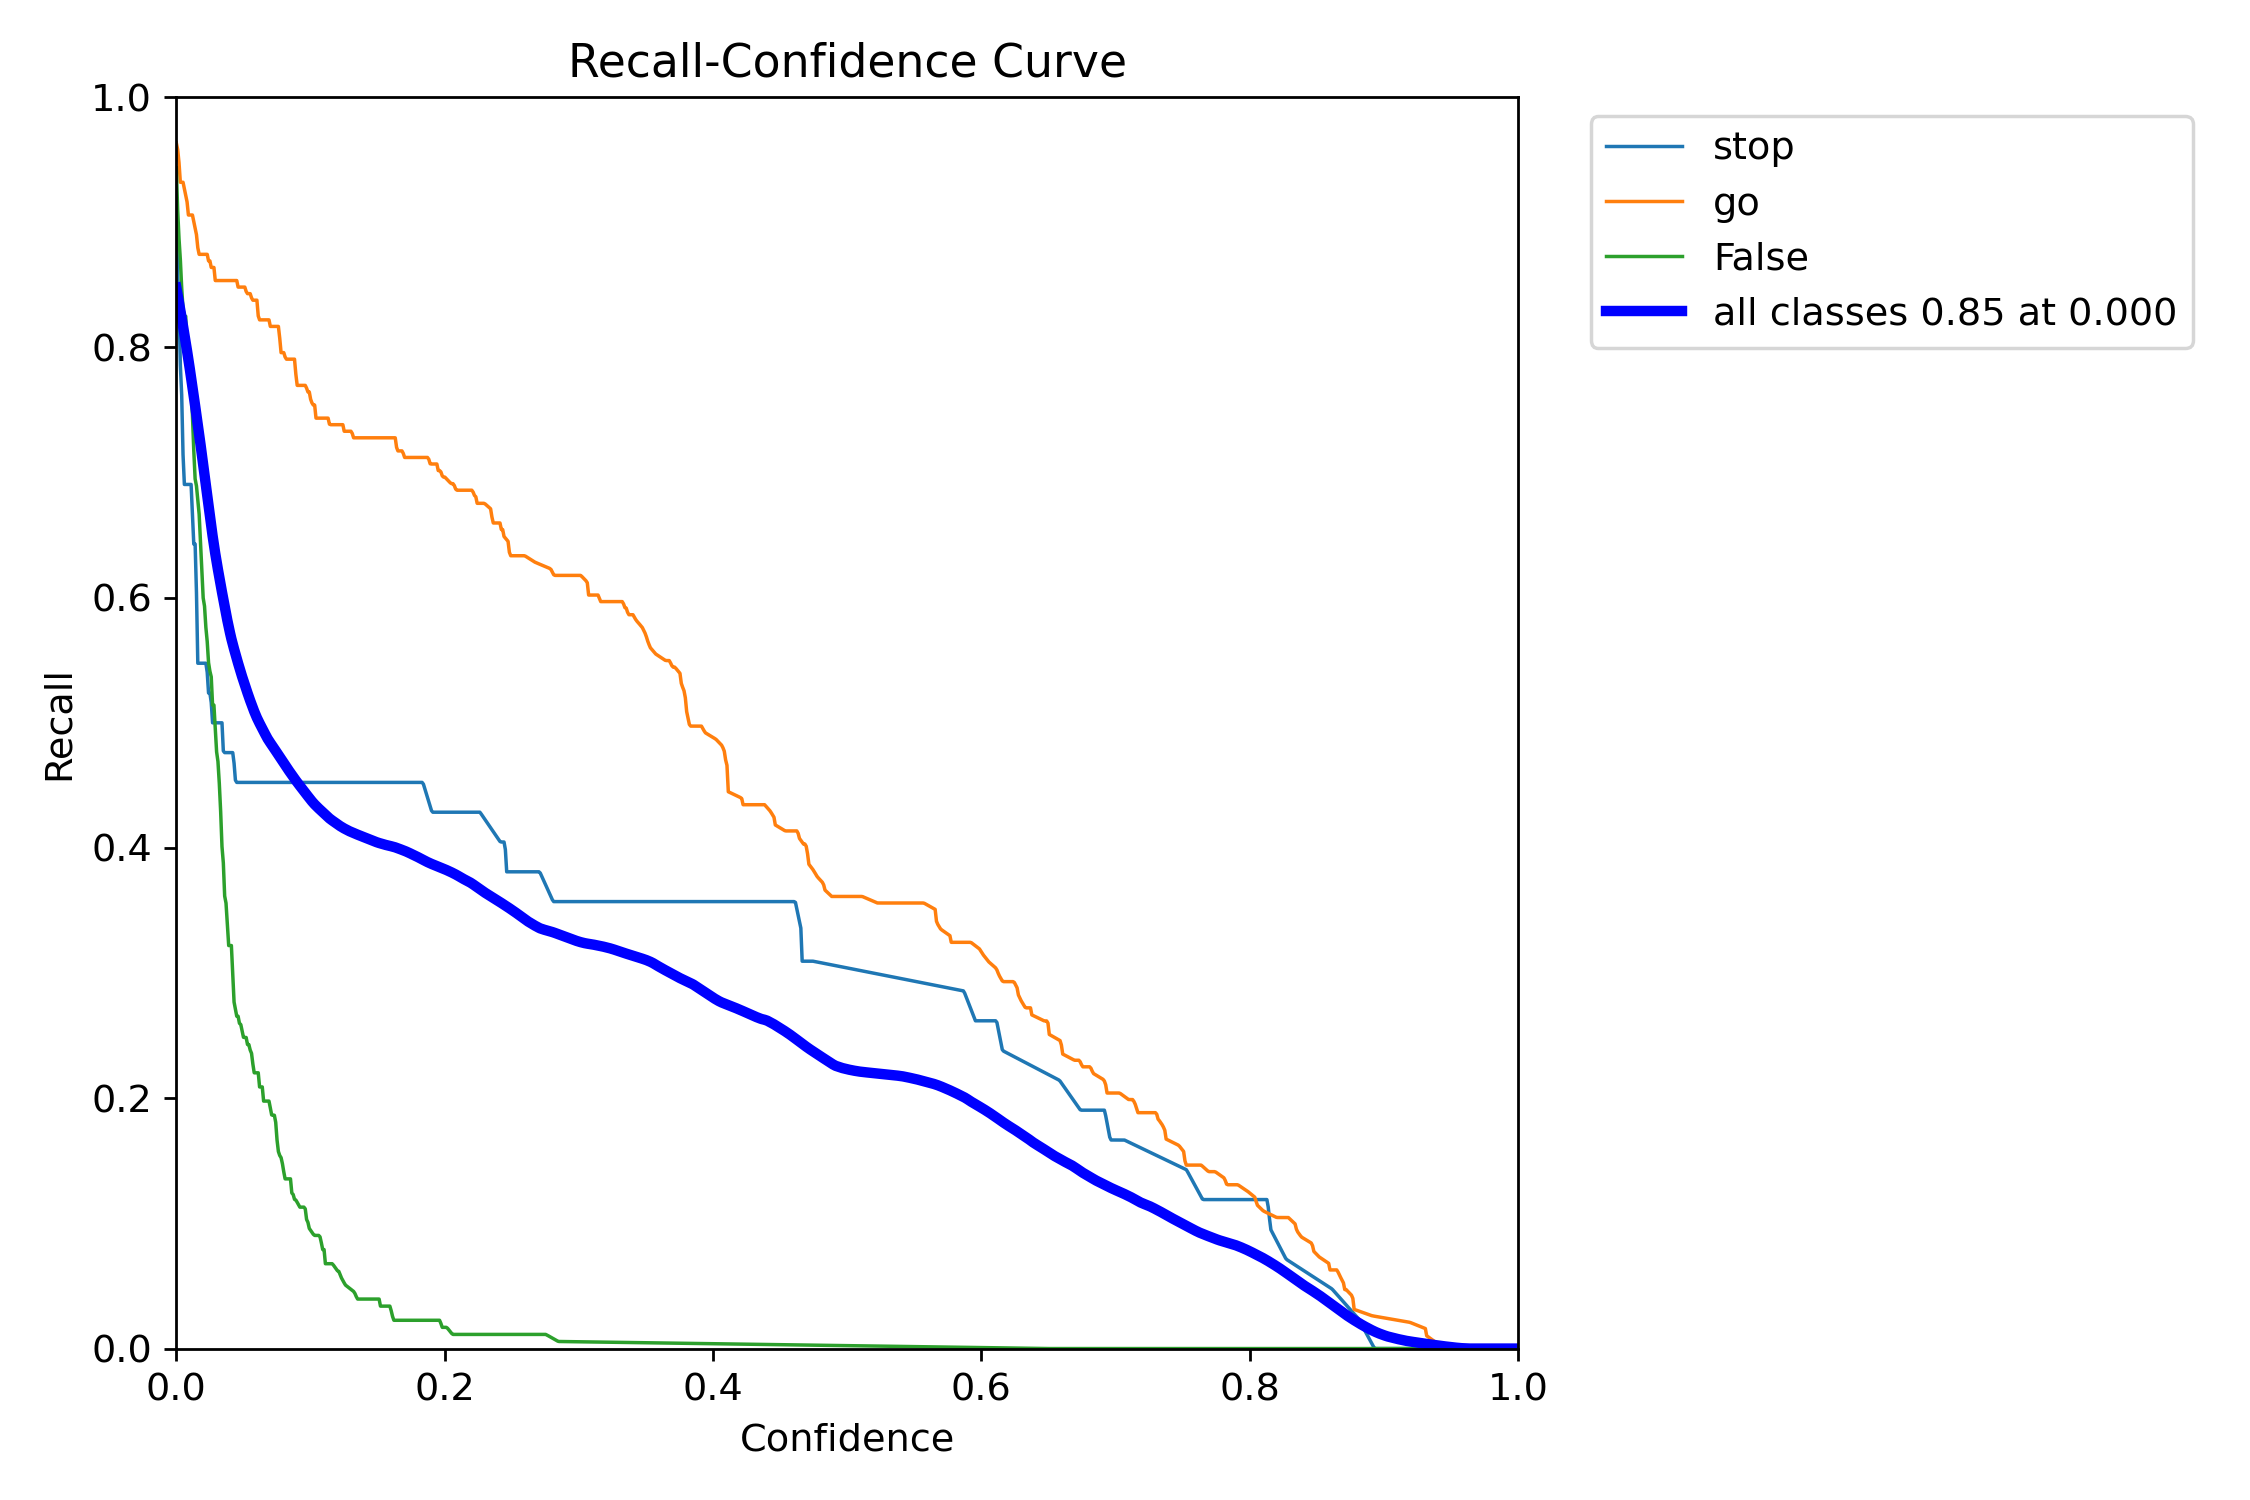 Recall-Confidence Curve
1.0
0.8
0.6
0.4
0.2
0.0
Recall
0.0 0.2 0.4 0.6 0.8 1.0
Confidence
stop
go
False
all classes 0.85 at 0.000